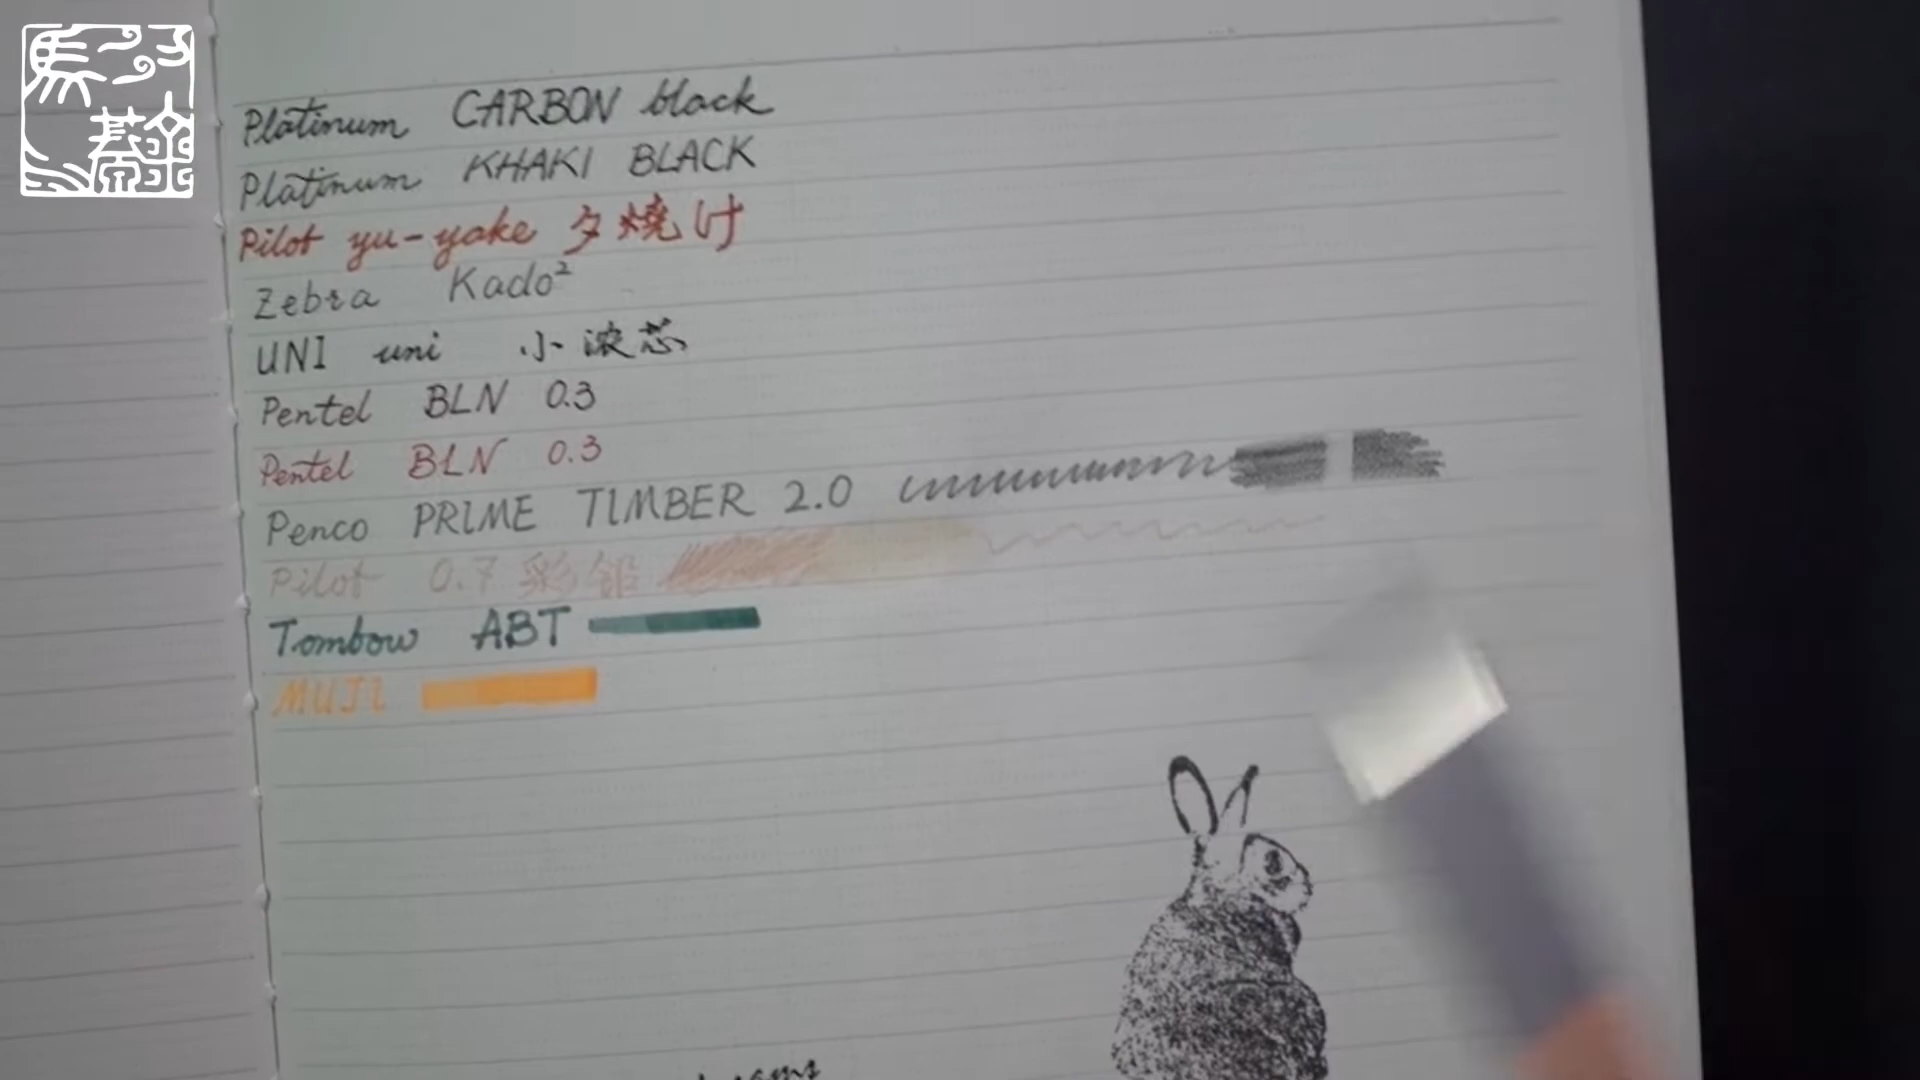 Platinum CARBON black
Platinum KHAKI BLACK
Pilot yu-yake 夕焼け
Zebra Kado²
UNI uni 小浓芯
Pentel BLN 0.3
Pentel BLN 0.3
Penco PRIME TIMBER 2.0
Pilot 0.7 彩铅
Tombow ABT
MUJI